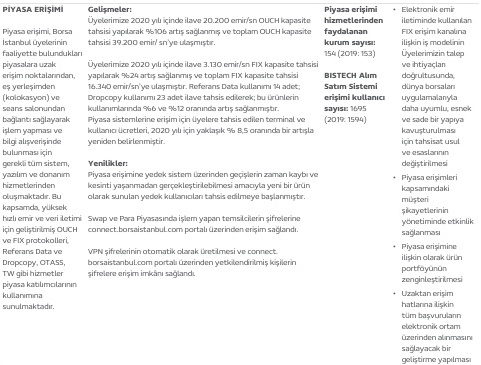 PİYASA ERİŞİMİ
Piyasa erişimi, Borsa
İstanbul üyelerinin
faaliyette bulundukları
piyasalara uzak
erişim noktalarından,
eş yerleşimden
(kolokasyon) ve
seans salonundan
bağlantı sağlayarak
işlem yapması ve
bilgi alışverişinde
bulunması için
gerekli tüm sistem,
yazılım ve donanım
hizmetlerinden
oluşmaktadır. Bu
kapsamda, yüksek
hızlı emir ve veri iletimi
için geliştirilmiş OUCH
ve FIX protokolleri,
Referans Data ve
Dropcopy, OTASS,
TW gibi hizmetler
piyasa katılımcılarının
kullanımına
sunulmaktadır.
Gelişmeler:
Üyelerimize 2020 yılı içinde ilave 20.200 emir/sn OUCH kapasite
tahsisi yapılarak %106 artış sağlanmış ve toplam OUCH kapasite
tahsisi 39.200 emir/ sn'ye ulaşmıştır.
Üyelerimize 2020 yılı içinde ilave 3.130 emir/sn FIX kapasite tahsisi
yapılarak %24 artış sağlanmış ve toplam FIX kapasite tahsisi
16.340 emir/sn'ye ulaşmıştır. Referans Data kullanımı 14 adet;
Dropcopy kullanımı 23 adet ilave tahsis edilerek; bu ürünlerin
kullanımlarında %6 ve %12 oranında artış sağlanmıştır.
Piyasa sistemlerine erişim için üyelere tahsis edilen terminal ve
kullanıcı ücretleri, 2020 yılı için yaklaşık % 8,5 oranında bir artışla
yeniden belirlenmiştir.
Yenilikler:
Piyasa erişimine yedek sistem üzerinden geçişlerin zaman kaybı ve
kesinti yaşanmadan gerçekleştirilebilmesi amacıyla yeni bir ürün
olarak sunulan yedek kullanıcıları tahsis edilmeye başlanmıştır.
Swap ve Para Piyasasında işlem yapan temsilcilerin şifrelerine
connect.borsaistanbul.com portalı üzerinden erişim sağlandı.
VPN şifrelerinin otomatik olarak üretilmesi ve connect.
borsaistanbul.com portalı üzerinden yetkilendirilmiş kişilerin
şifrelere erişim imkânı sağlandı.
Piyasa erişimi
hizmetlerinden
faydalanan
kurum sayısı:
154 (2019: 153)
BISTECH Alım
Satım Sistemi
erişimi kullanıcı
sayısı: 1695
(2019: 1594)
• Elektronik emir
iletiminde kullanılan
FIX erişim kanalına
ilişkin iş modelinin
Üyelerimizin talep
ve ihtiyaçları
doğrultusunda,
dünya borsaları
uygulamalarıyla
daha uyumlu, esnek
ve sade bir yapıya
kavuşturulması
için tahsisat usul
ve esaslarının
değiştirilmesi
• Piyasa erişimleri
kapsamındaki
müşteri
şikayetlerinin
yönetiminde etkinlik
sağlanması
• Piyasa erişimine
ilişkin olarak ürün
portföyünün
zenginleştirilmesi
• Uzaktan erişim
hatlarına ilişkin
tüm başvuruların
elektronik ortam
üzerinden alınmasını
sağlayacak bir
geliştirme yapılması